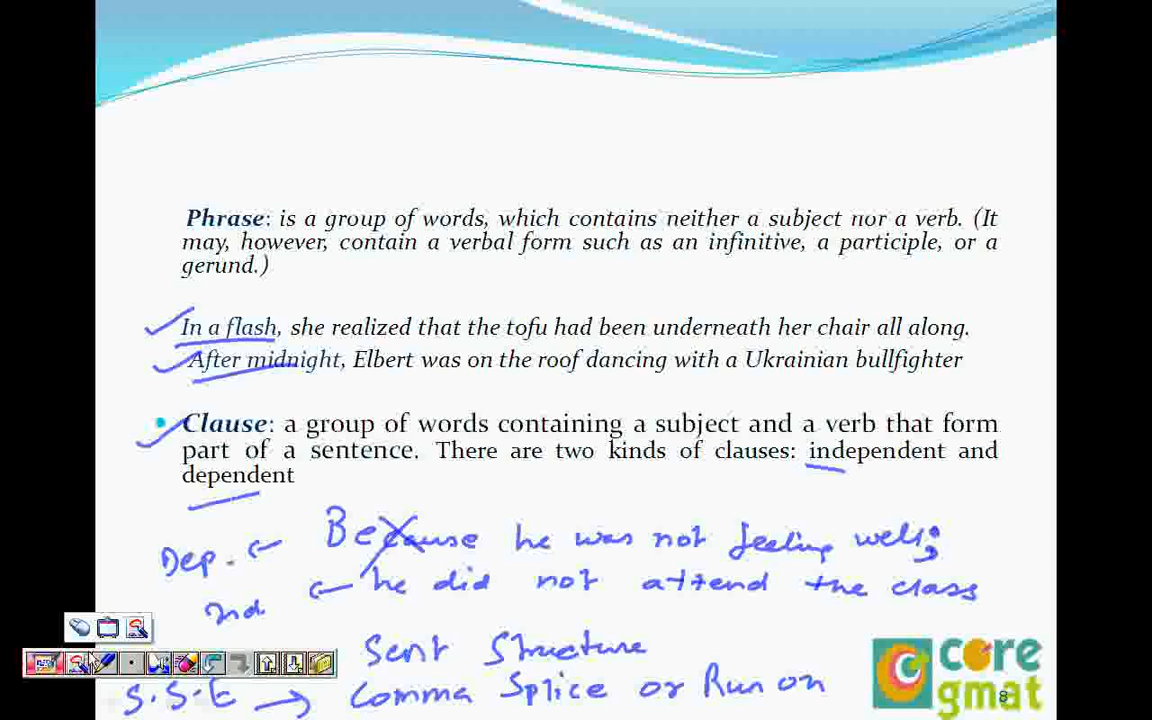 Phrase: is a group of words, which contains neither a subject nor a verb. (It
may, however, contain a verbal form such as an infinitive, a participle, or a
gerund.)
In a flash, she realized that the tofu had been underneath her chair all along.
After midnight, Elbert was on the roof dancing with a Ukrainian bullfighter
Clause: a group of words containing a subject and a verb that form
part of a sentence. There are two kinds of clauses: independent and
dependent
Dep. Because he was not feeling well;
Ind. he did not attend the class
Sent Structure
S.S.E → Comma Splice or Run on
core
gmat
8